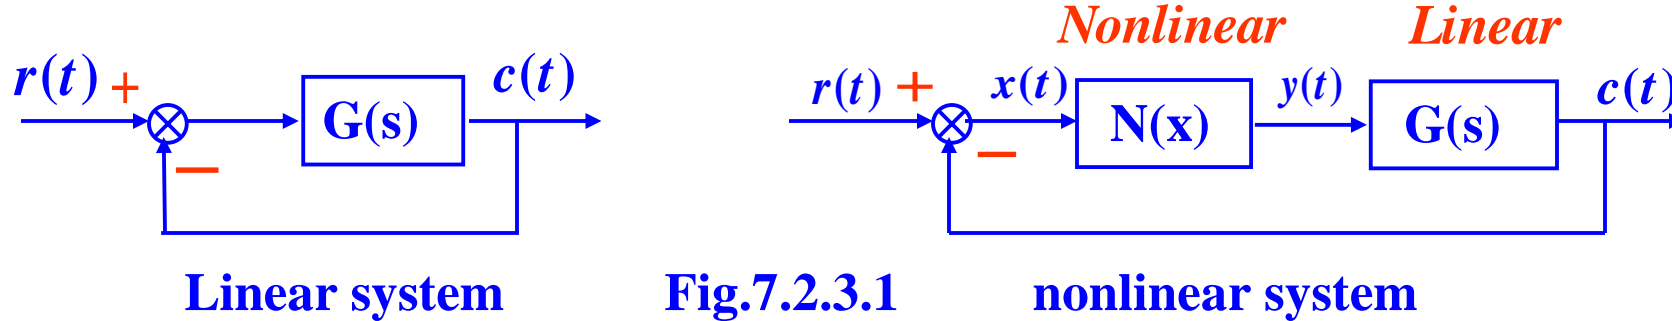 Nonlinear Linear
r(t) + c(t) r(t) + x(t) y(t) c(t)
G(s) N(x) G(s)
− −
Linear system Fig.7.2.3.1 nonlinear system